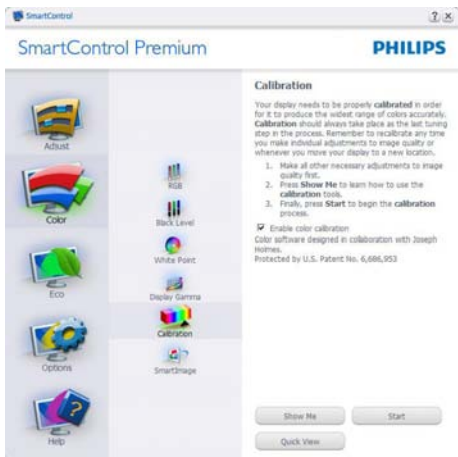 SmartControl
SmartControl Premium
PHILIPS
Adjust
Color
Eco
Options
Help
RGB
Black Level
White Point
Display Gamma
Calibration
SmartImage
Calibration
Your display needs to be properly calibrated in order
for it to produce the widest range of colors accurately.
Calibration should always take place as the last tuning
step in the process. Remember to recalibrate any time
you make individual adjustments to image quality or
whenever you move your display to a new location.
1. Make all other necessary adjustments to image
quality first.
2. Press Show Me to learn how to use the
calibration tools.
3. Finally, press Start to begin the calibration
process.
Enable color calibration
Color software designed in collaboration with Joseph
Holmes.
Protected by U.S. Patent No. 6,686,953
Show Me
Start
Quick View